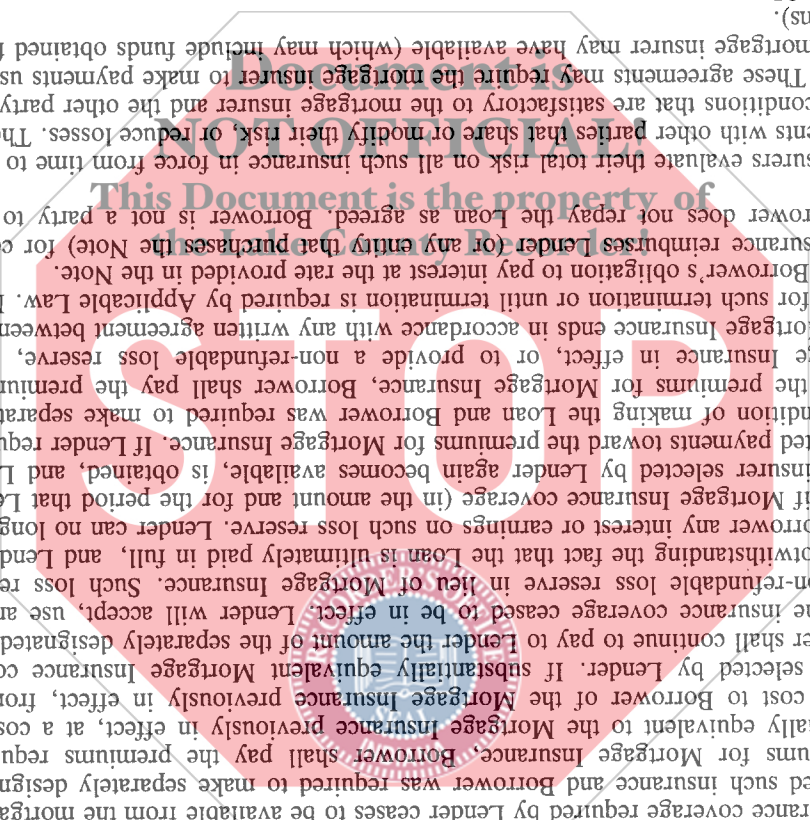 rance coverage required by Lender ceases to be available from the mortga
ed such insurance and Borrower was required to make separately design
ums for Mortgage Insurance, Borrower shall pay the premiums requ
ially equivalent to the Mortgage Insurance previously in effect, at a cos
cost to Borrower of the Mortgage Insurance previously in effect, from
selected by Lender. If substantially equivalent Mortgage Insurance co
er shall continue to pay to Lender the amount of the separately designated
he insurance coverage ceased to be in effect. Lender will accept, use an
on-refundable loss reserve in lieu of Mortgage Insurance. Such loss re
otwithstanding the fact that the Loan is ultimately paid in full, and Lend
orrower any interest or earnings on such loss reserve. Lender can no long
if Mortgage Insurance coverage (in the amount and for the period that Le
insurer selected by Lender again becomes available, is obtained, and L
ted payments toward the premiums for Mortgage Insurance. If Lender requ
ndition of making the Loan and Borrower was required to make separat
the premiums for Mortgage Insurance, Borrower shall pay the premium
ge Insurance in effect, or to provide a non-refundable loss reserve,
ortgage Insurance ends in accordance with any written agreement between
for such termination or until termination is required by Applicable Law.
Borrower's obligation to pay interest at the rate provided in the Note.
surance reimburses Lender (or any entity that purchases the Note) for ce
rower does not repay the Loan as agreed. Borrower is not a party to
surers evaluate their total risk on all such insurance in force from time to
nts with other parties that share or modify their risk, or reduce losses. Th
conditions that are satisfactory to the mortgage insurer and the other party
These agreements may require the mortgage insurer to make payments us
mortgage insurer may have available (which may include funds obtained f
ns).
Document is
NOT OFFICIAL!
This Document is the property of
the Lake County Recorder!
STOP